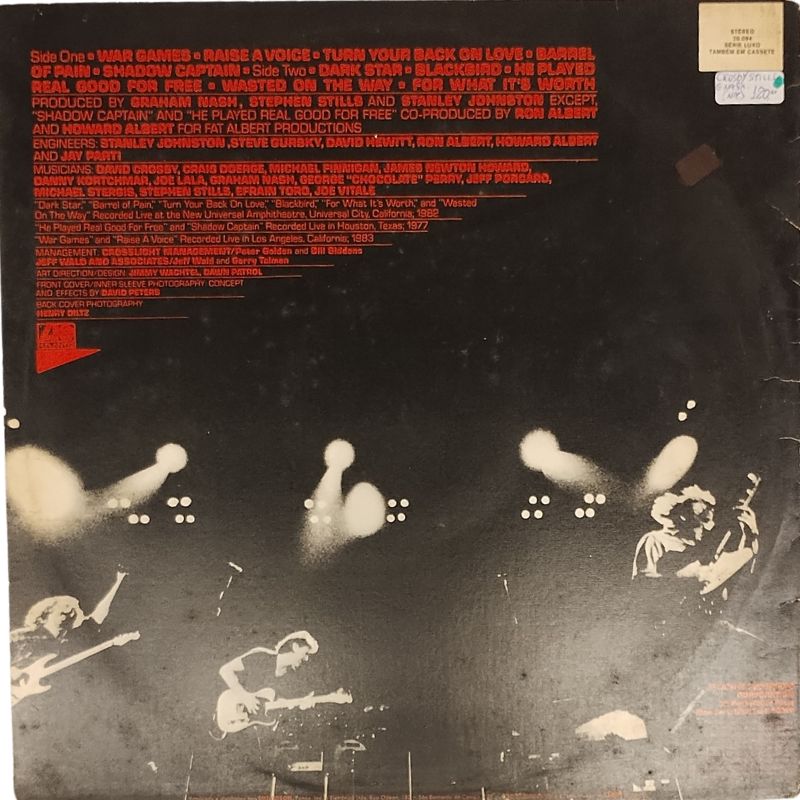 STEREO
SÉRIE LUXO
TAMBÉM EM CASSETE
CROSBY STILLS
& NASH
Side One • WAR GAMES • RAISE A VOICE • TURN YOUR BACK ON LOVE • BARREL
OF PAIN • SHADOW CAPTAIN • Side Two • DARK STAR • BLACKBIRD • HE PLAYED
REAL GOOD FOR FREE • WASTED ON THE WAY • FOR WHAT IT'S WORTH
PRODUCED BY GRAHAM NASH, STEPHEN STILLS AND STANLEY JOHNSTON EXCEPT,
"SHADOW CAPTAIN" AND "HE PLAYED REAL GOOD FOR FREE" CO-PRODUCED BY RON ALBERT
AND HOWARD ALBERT FOR FAT ALBERT PRODUCTIONS
ENGINEERS: STANLEY JOHNSTON, STEVE GURSKY, DAVID HEWITT, RON ALBERT, HOWARD ALBERT
AND JAY PARTI
MUSICIANS: DAVID CROSBY, CRAIG DOERGE, MICHAEL FINNIGAN, JAMES NEWTON HOWARD,
DANNY KORTCHMAR, JOE LALA, GRAHAM NASH, GEORGE "CHOCOLATE" PERRY, JEFF PORCARO,
MICHAEL STERGIS, STEPHEN STILLS, EFRAIN TORO, JOE VITALE
"Dark Star," "Barrel of Pain," "Turn Your Back On Love," "Blackbird," "For What It's Worth," and "Wasted
On The Way" Recorded Live at the New Universal Amphitheatre, Universal City, California; 1982
"He Played Real Good For Free" and "Shadow Captain" Recorded Live in Houston, Texas; 1977
"War Games" and "Raise A Voice" Recorded Live in Los Angeles, California; 1983
MANAGEMENT: CROSSLIGHT MANAGEMENT/Peter Golden and Bill Siddons
JEFF WALD AND ASSOCIATES/Jeff Wald and Gerry Tolman
ART DIRECTION/DESIGN: JIMMY WACHTEL, DAWN PATROL
FRONT COVER/INNER SLEEVE PHOTOGRAPHY, CONCEPT
AND EFFECTS BY DAVID PETERS
BACK COVER PHOTOGRAPHY
HENRY DILTZ
ATLANTIC